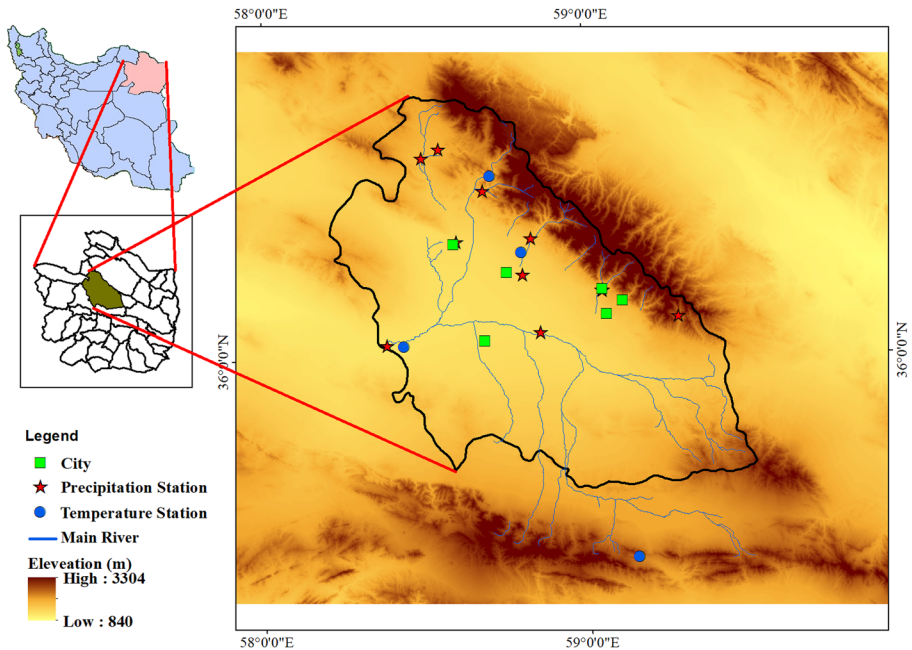 58°0'0"E
59°0'0"E
36°0'0"N
36°0'0"N
Legend
City
Precipitation Station
Temperature Station
Main River
Elevation (m)
High : 3304
Low : 840
58°0'0"E
59°0'0"E